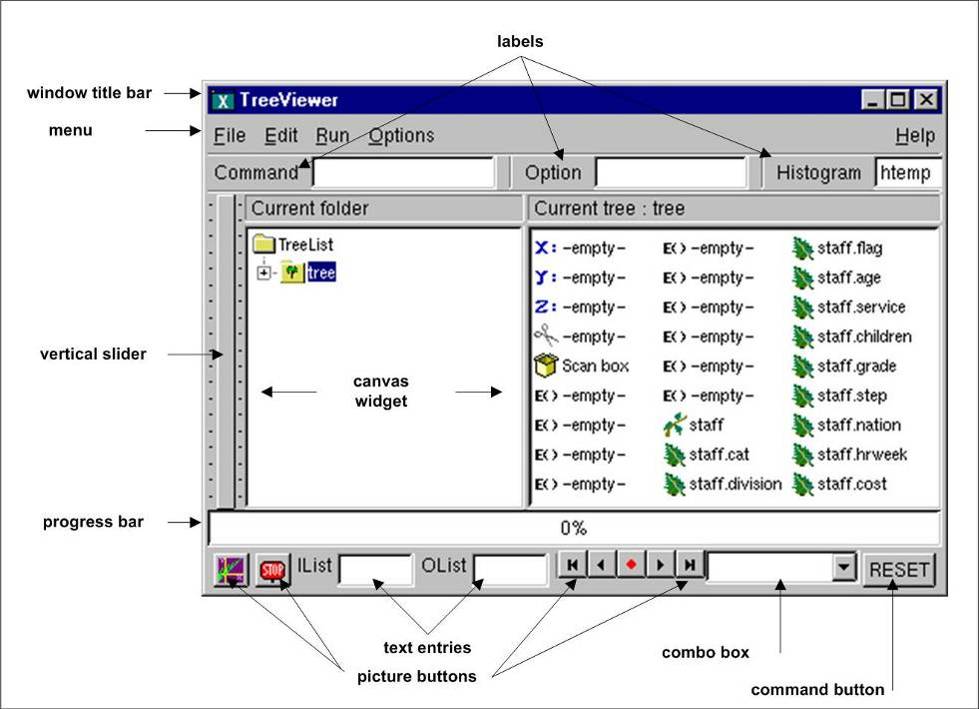 labels
window title bar
X TreeViewer
menu
File Edit Run Options Help
Command Option Histogram htemp
Current folder
Current tree : tree
TreeList
tree
X: -empty- E() -empty- staff.flag
Y: -empty- E() -empty- staff.age
Z: -empty- E() -empty- staff.service
-empty- E() -empty- staff.children
Scan box E() -empty- staff.grade
E() -empty- E() -empty- staff.step
E() -empty- staff staff.nation
E() -empty- staff.cat staff.hrweek
E() -empty- staff.division staff.cost
vertical slider
canvas
widget
progress bar
0%
STOP IList OList RESET
text entries
picture buttons
combo box
command button